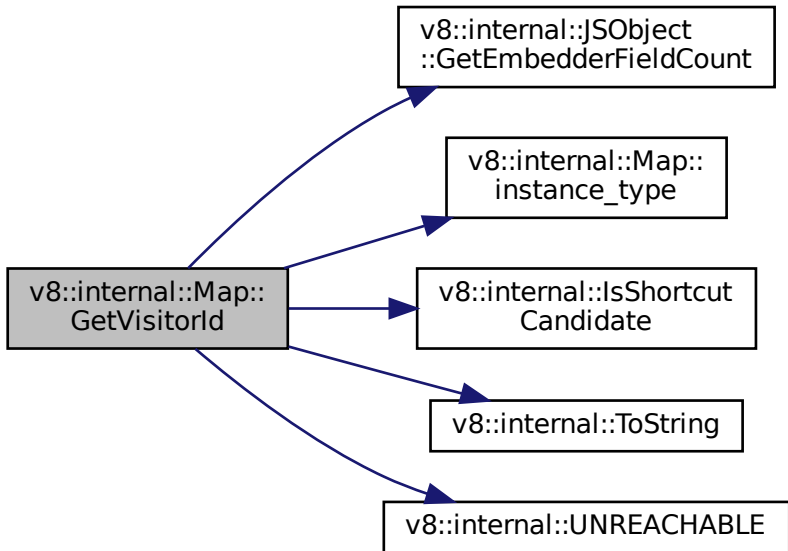 v8::internal::JSObject
::GetEmbedderFieldCount
v8::internal::Map::
instance_type
v8::internal::Map::
GetVisitorId
v8::internal::IsShortcut
Candidate
v8::internal::ToString
v8::internal::UNREACHABLE